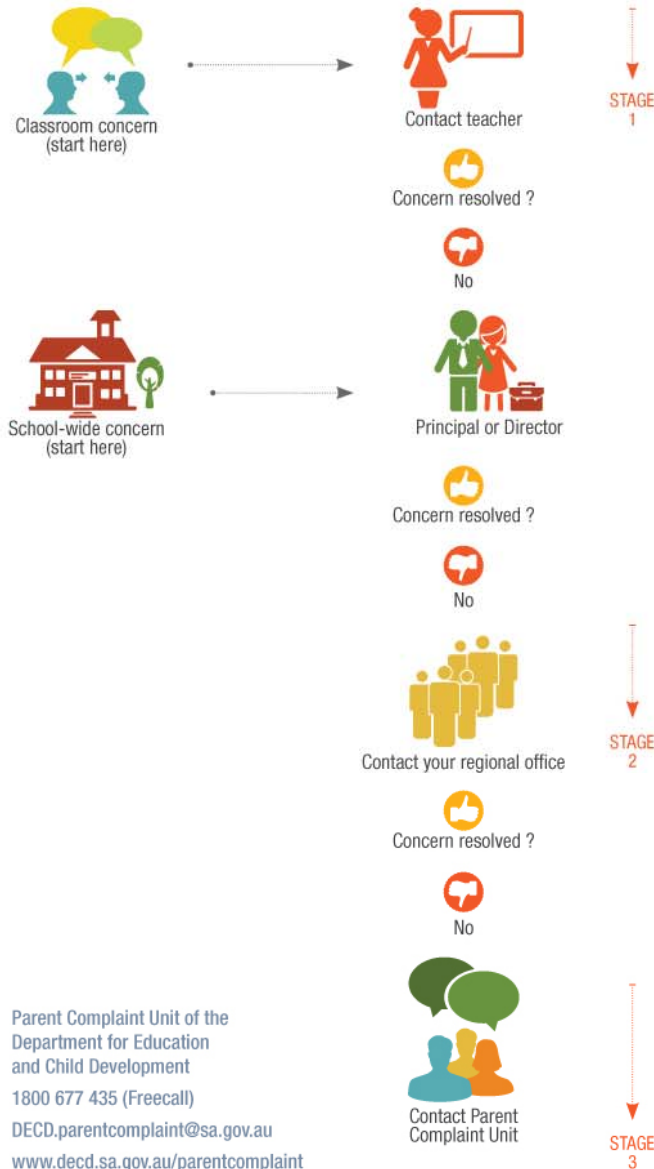 Classroom concern
(start here)
Contact teacher
STAGE
1
Concern resolved ?
No
School-wide concern
(start here)
Principal or Director
Concern resolved ?
No
Contact your regional office
STAGE
2
Concern resolved ?
No
Contact Parent
Complaint Unit
STAGE
3
Parent Complaint Unit of the
Department for Education
and Child Development
1800 677 435 (Freecall)
DECD.parentcomplaint@sa.gov.au
www.decd.sa.gov.au/parentcomplaint